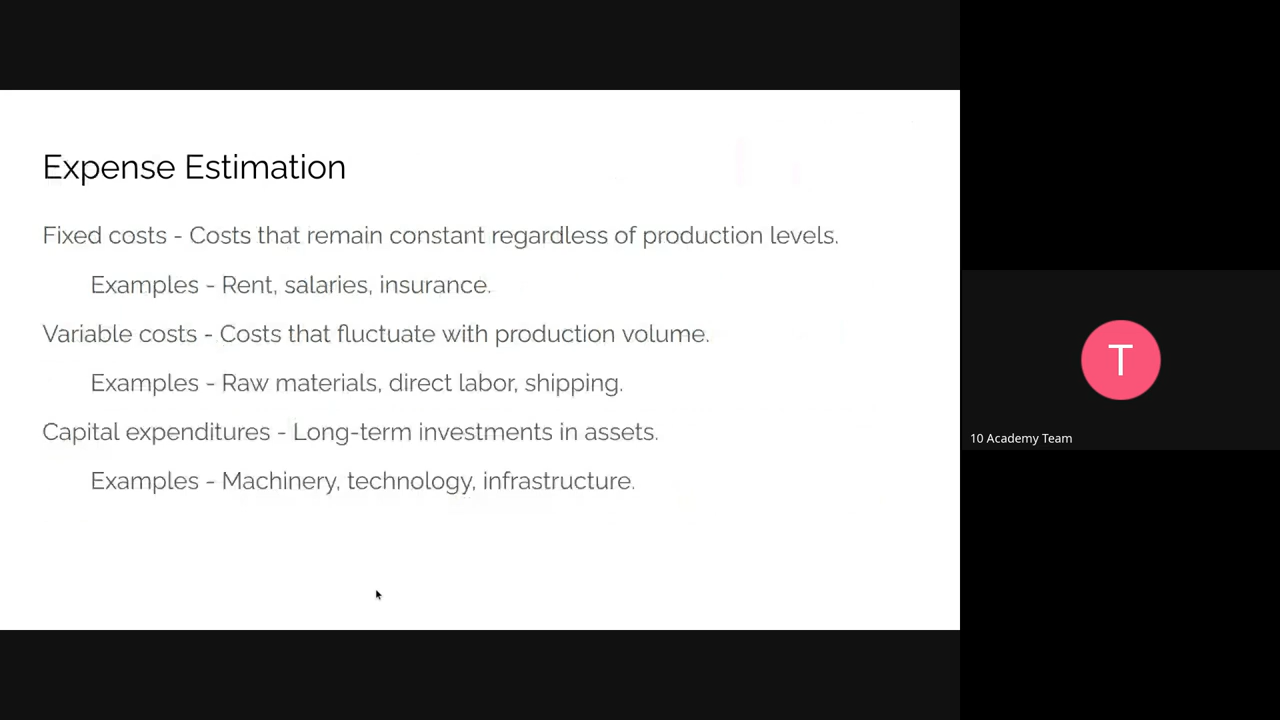 Expense Estimation
Fixed costs - Costs that remain constant regardless of production levels.
Examples - Rent, salaries, insurance.
Variable costs - Costs that fluctuate with production volume.
Examples - Raw materials, direct labor, shipping.
Capital expenditures - Long-term investments in assets.
Examples - Machinery, technology, infrastructure.
T
10 Academy Team